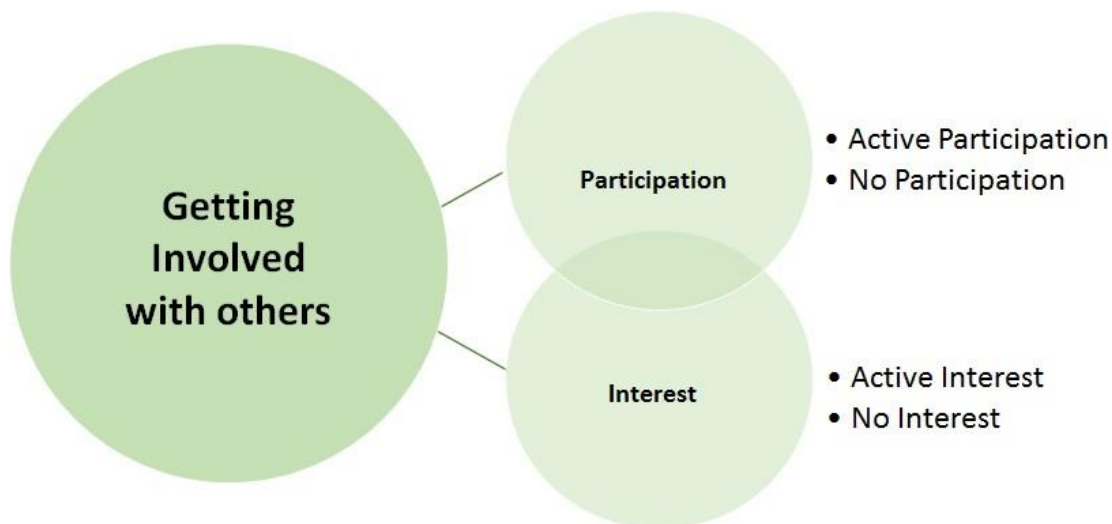 Getting
Involved
with others
Participation
• Active Participation
• No Participation
Interest
• Active Interest
• No Interest